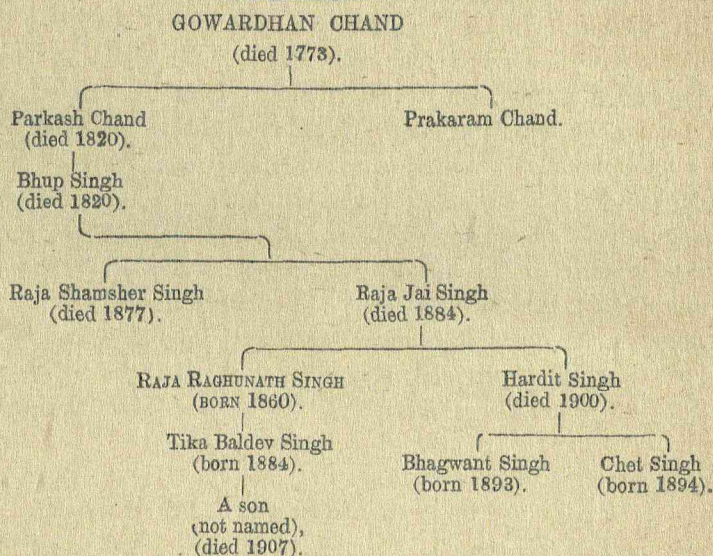 GOWARDHAN CHAND
(died 1773).
Parkash Chand
(died 1820).
Prakaram Chand.
Bhup Singh
(died 1820).
Raja Shamsher Singh
(died 1877).
Raja Jai Singh
(died 1884).
RAJA RAGHUNATH SINGH
(BORN 1860).
Hardit Singh
(died 1900).
Tika Baldev Singh
(born 1884).
Bhagwant Singh
(born 1893).
Chet Singh
(born 1894).
A son
(not named),
(died 1907).